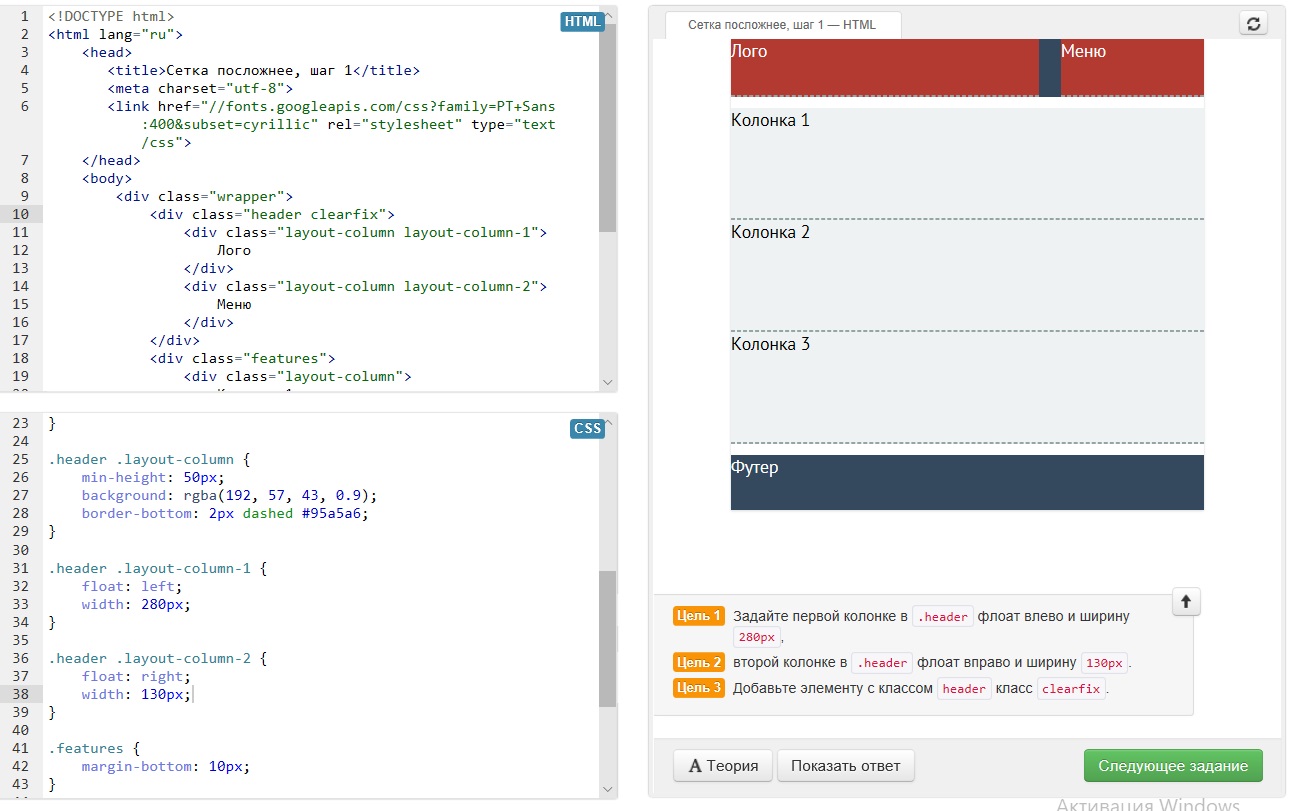 1 <!DOCTYPE html>
2 <html lang="ru">
3 <head>
4 <title>Сетка посложнее, шаг 1</title>
5 <meta charset="utf-8">
6 <link href="//fonts.googleapis.com/css?family=PT+Sans
:400&subset=cyrillic" rel="stylesheet" type="text
/css">
7 </head>
8 <body>
9 <div class="wrapper">
10 <div class="header clearfix">
11 <div class="layout-column layout-column-1">
12 Лого
13 </div>
14 <div class="layout-column layout-column-2">
15 Меню
16 </div>
17 </div>
18 <div class="features">
19 <div class="layout-column">
HTML
23 }
24
25 .header .layout-column {
26 min-height: 50px;
27 background: rgba(192, 57, 43, 0.9);
28 border-bottom: 2px dashed #95a5a6;
29 }
30
31 .header .layout-column-1 {
32 float: left;
33 width: 280px;
34 }
35
36 .header .layout-column-2 {
37 float: right;
38 width: 130px;
39 }
40
41 .features {
42 margin-bottom: 10px;
43 }
CSS
Сетка посложнее, шаг 1 — HTML
Лого Меню
Колонка 1
Колонка 2
Колонка 3
Футер
Цель 1 Задайте первой колонке в .header флоат влево и ширину
280px,
Цель 2 второй колонке в .header флоат вправо и ширину 130px.
Цель 3 Добавьте элементу с классом header класс clearfix.
A Теория Показать ответ Следующее задание
Активация Windows